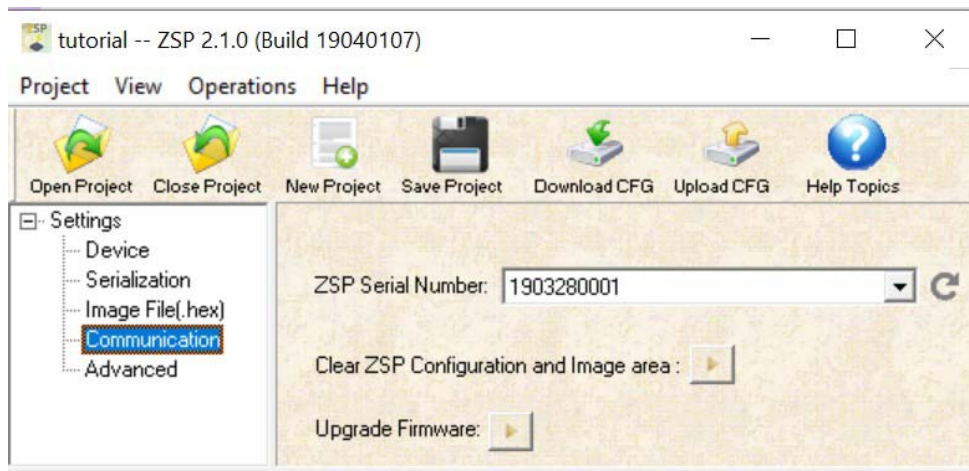 ZSP
tutorial -- ZSP 2.1.0 (Build 19040107)
Project View Operations Help
Open Project Close Project New Project Save Project Download CFG Upload CFG Help Topics
Settings
Device
Serialization
Image File(.hex)
Communication
Advanced
ZSP Serial Number: 1903280001
Clear ZSP Configuration and Image area :
Upgrade Firmware: